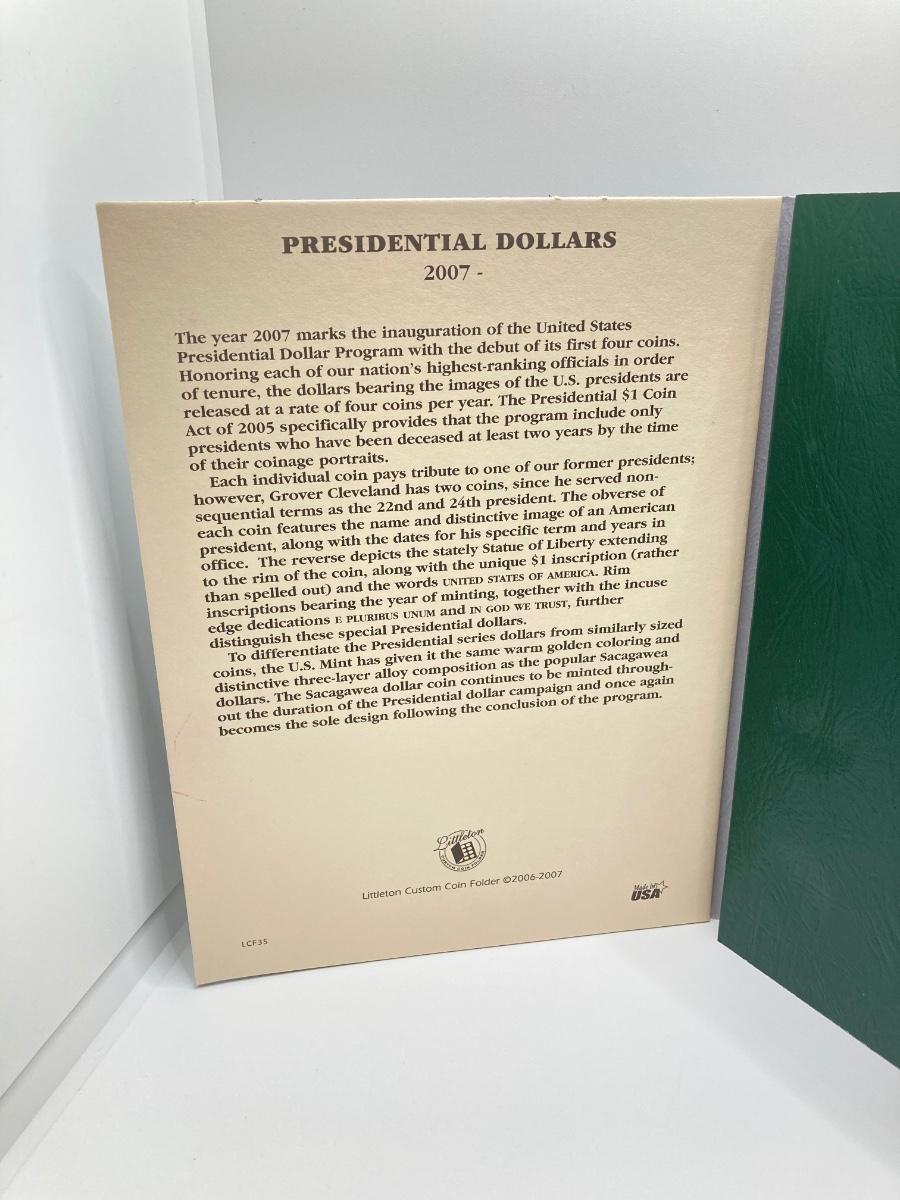 PRESIDENTIAL DOLLARS
2007 -
The year 2007 marks the inauguration of the United States
Presidential Dollar Program with the debut of its first four coins.
Honoring each of our nation's highest-ranking officials in order
of tenure, the dollars bearing the images of the U.S. presidents are
released at a rate of four coins per year. The Presidential $1 Coin
Act of 2005 specifically provides that the program include only
presidents who have been deceased at least two years by the time
of their coinage portraits.
Each individual coin pays tribute to one of our former presidents;
however, Grover Cleveland has two coins, since he served non-
sequential terms as the 22nd and 24th president. The obverse of
each coin features the name and distinctive image of an American
president, along with the dates for his specific term and years in
office. The reverse depicts the stately Statue of Liberty extending
to the rim of the coin, along with the unique $1 inscription (rather
than spelled out) and the words UNITED STATES OF AMERICA. Rim
inscriptions bearing the year of minting, together with the incuse
edge dedications E PLURIBUS UNUM and IN GOD WE TRUST, further
distinguish these special Presidential dollars.
To differentiate the Presidential series dollars from similarly sized
coins, the U.S. Mint has given it the same warm golden coloring and
distinctive three-layer alloy composition as the popular Sacagawea
dollars. The Sacagawea dollar coin continues to be minted through-
out the duration of the Presidential dollar campaign and once again
becomes the sole design following the conclusion of the program.
Littleton
CUSTOM COIN FOLDER
Littleton Custom Coin Folder ©2006-2007
Made in
USA
LCF35